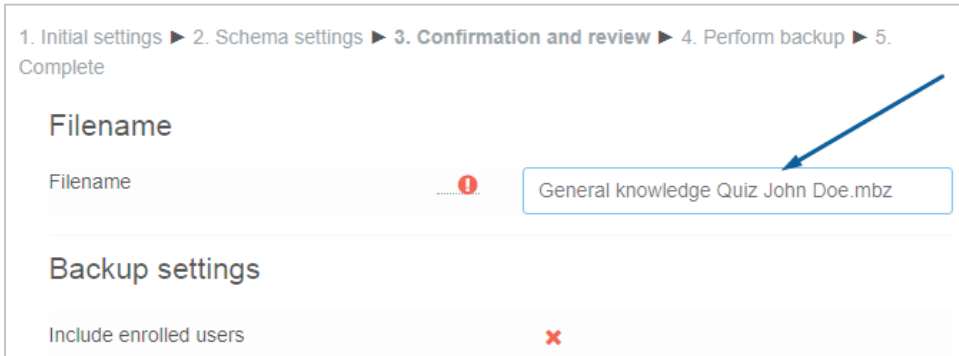 1. Initial settings ► 2. Schema settings ► 3. Confirmation and review ► 4. Perform backup ► 5.
Complete
Filename
Filename
General knowledge Quiz John Doe.mbz
Backup settings
Include enrolled users